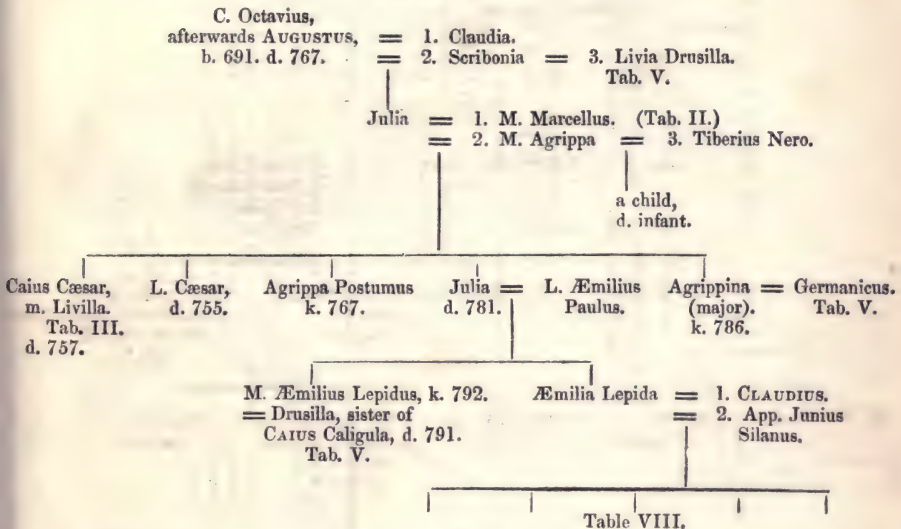 C. Octavius,
afterwards AUGUSTUS, = 1. Claudia.
b. 691. d. 767. = 2. Scribonia = 3. Livia Drusilla.
Tab. V.
Julia = 1. M. Marcellus. (Tab. II.)
= 2. M. Agrippa = 3. Tiberius Nero.
a child,
d. infant.
Caius Cæsar,
m. Livilla.
Tab. III.
d. 757.
L. Cæsar,
d. 755.
Agrippa Postumus
k. 767.
Julia = L. Æmilius
d. 781. Paulus.
Agrippina = Germanicus.
(major). Tab. V.
k. 786.
M. Æmilius Lepidus, k. 792.
= Drusilla, sister of
CAIUS Caligula, d. 791.
Tab. V.
Æmilia Lepida = 1. CLAUDIUS.
= 2. App. Junius
Silanus.
Table VIII.